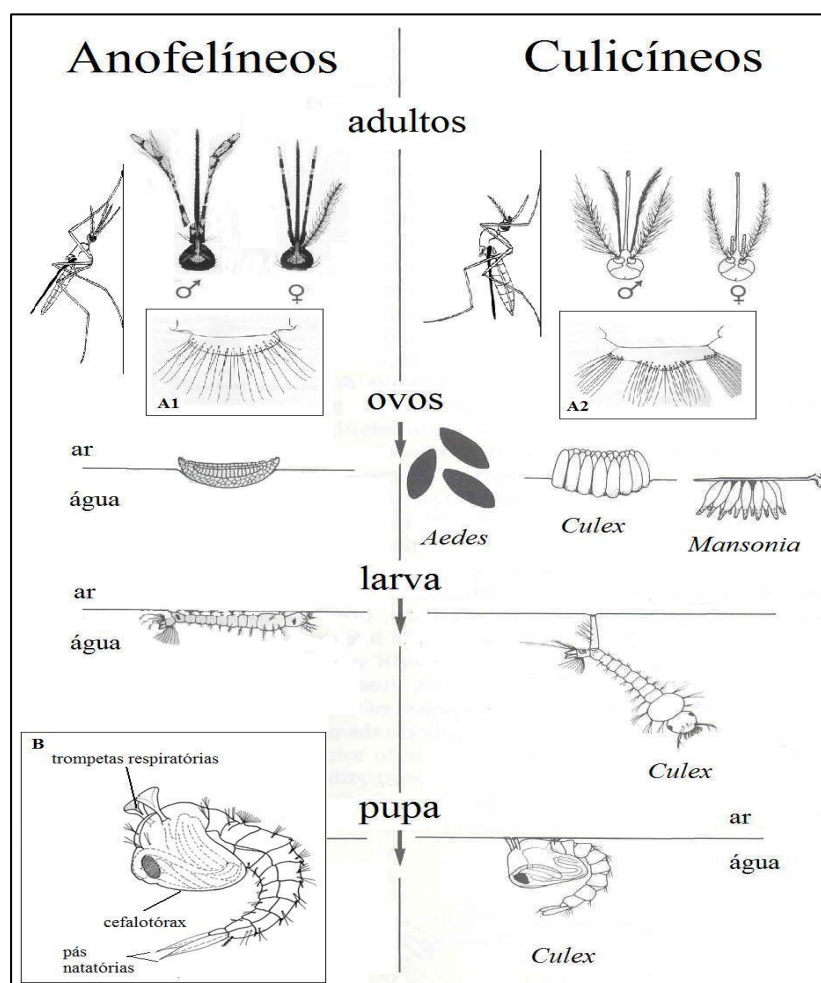 Anofelíneos
Culicíneos
adultos
♂
♀
♂
♀
A1
A2
ovos
ar
água
Aedes
Culex
Mansonia
larva
ar
água
Culex
B
trompetas respiratórias
cefalotórax
pás
natatórias
pupa
ar
água
Culex